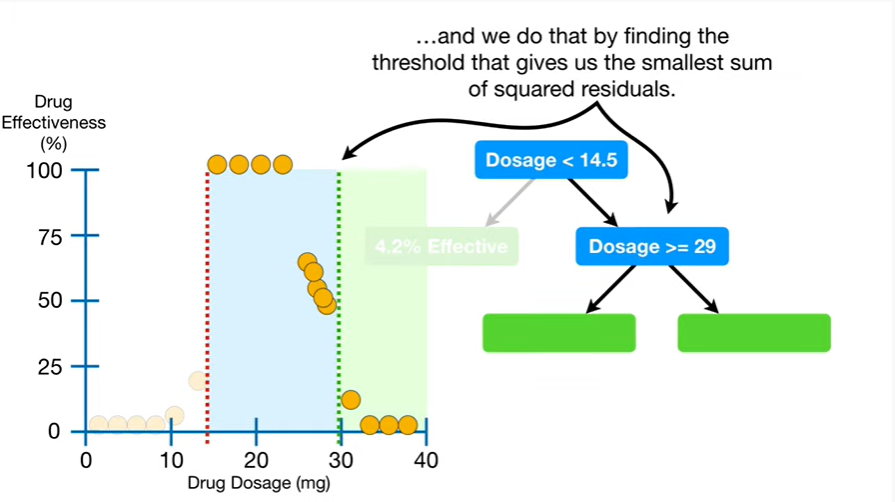 …and we do that by finding the
threshold that gives us the smallest sum
of squared residuals.
Drug
Effectiveness
(%)
100
75
50
25
0
0 10 20 30 40
Drug Dosage (mg)
Dosage < 14.5
4.2% Effective
Dosage >= 29